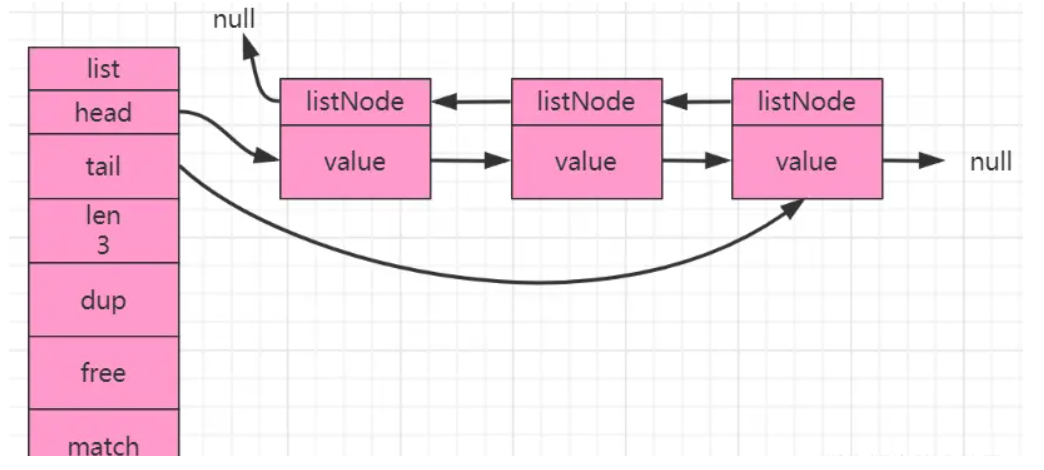 null
list
head
tail
len
3
dup
free
match
listNode
value
listNode
value
listNode
value
null